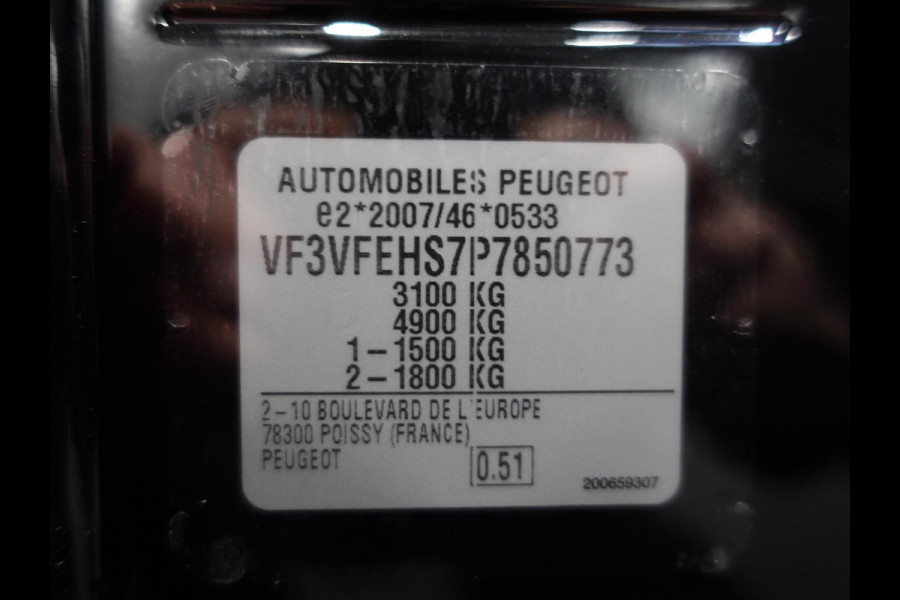 AUTOMOBILES PEUGEOT
e2*2007/46*0533
VF3VFEHS7P7850773
3100 KG
4900 KG
1-1500 KG
2-1800 KG
2-10 BOULEVARD DE L'EUROPE
78300 POISSY (FRANCE)
PEUGEOT
0.51
200659307